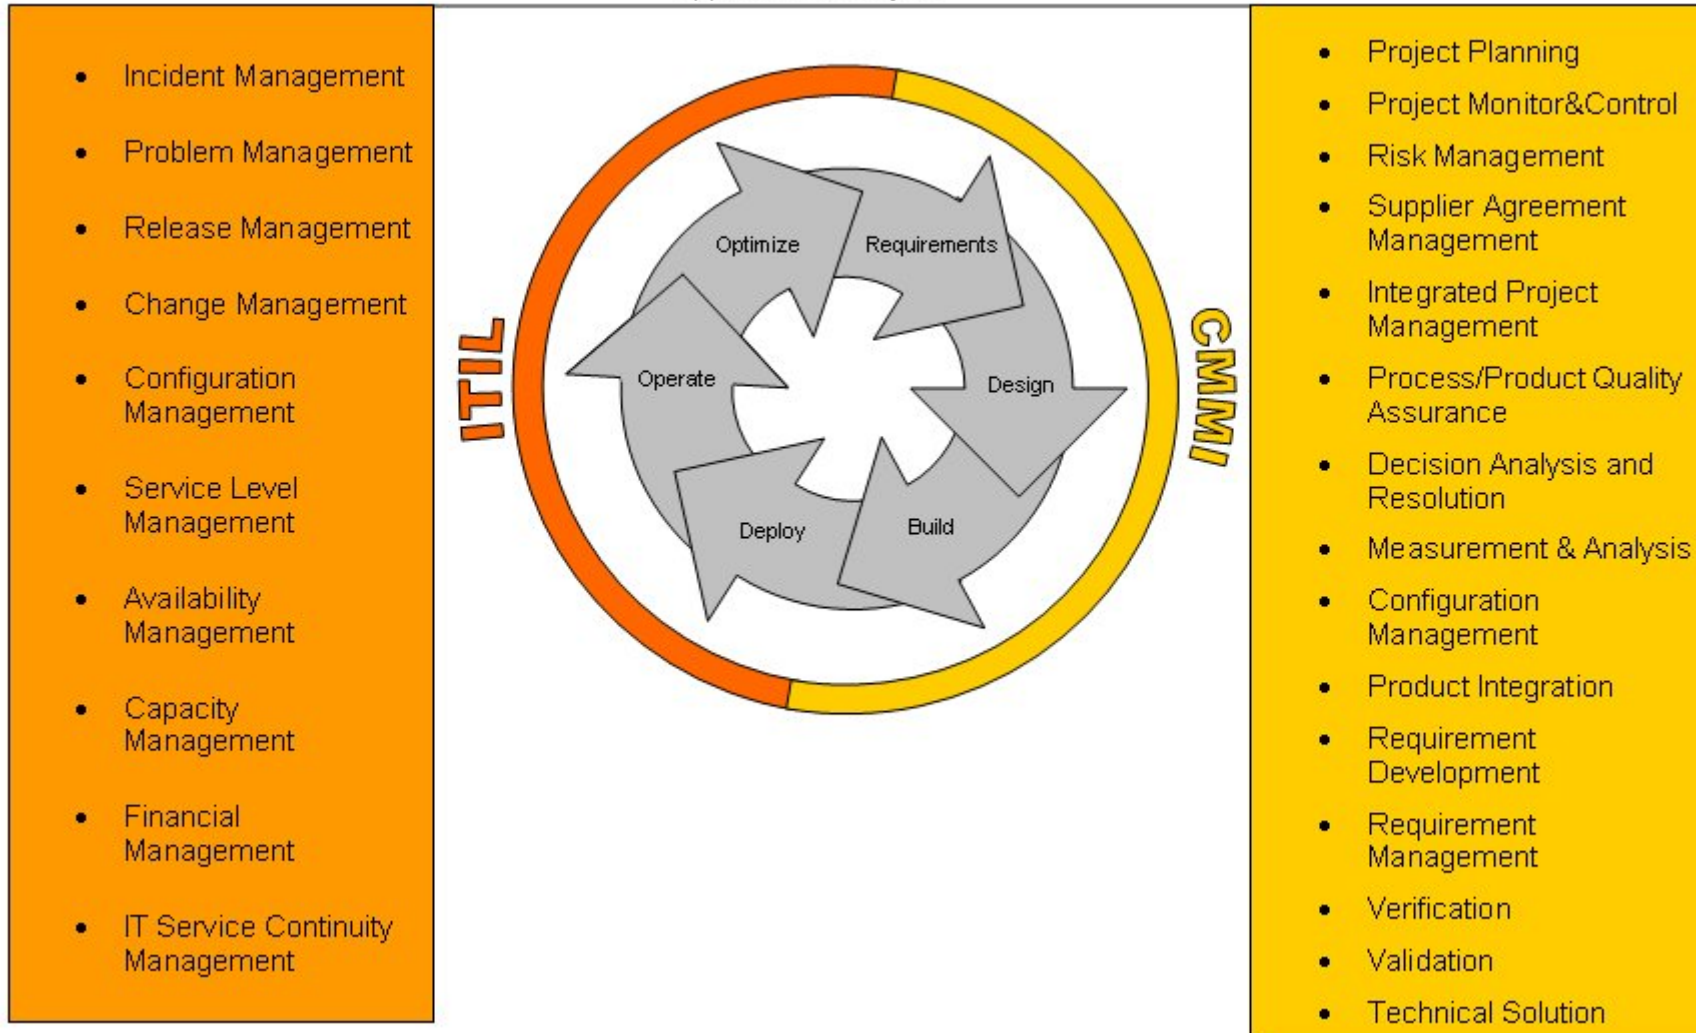 Incident Management
Problem Management
Release Management
Change Management
Configuration
Management
Service Level
Management
Availability
Management
Capacity
Management
Financial
Management
IT Service Continuity
Management
ITIL
Optimize
Requirements
Operate
Design
Deploy
Build
CMMI
Project Planning
Project Monitor&Control
Risk Management
Supplier Agreement
Management
Integrated Project
Management
Process/Product Quality
Assurance
Decision Analysis and
Resolution
Measurement & Analysis
Configuration
Management
Product Integration
Requirement
Development
Requirement
Management
Verification
Validation
Technical Solution